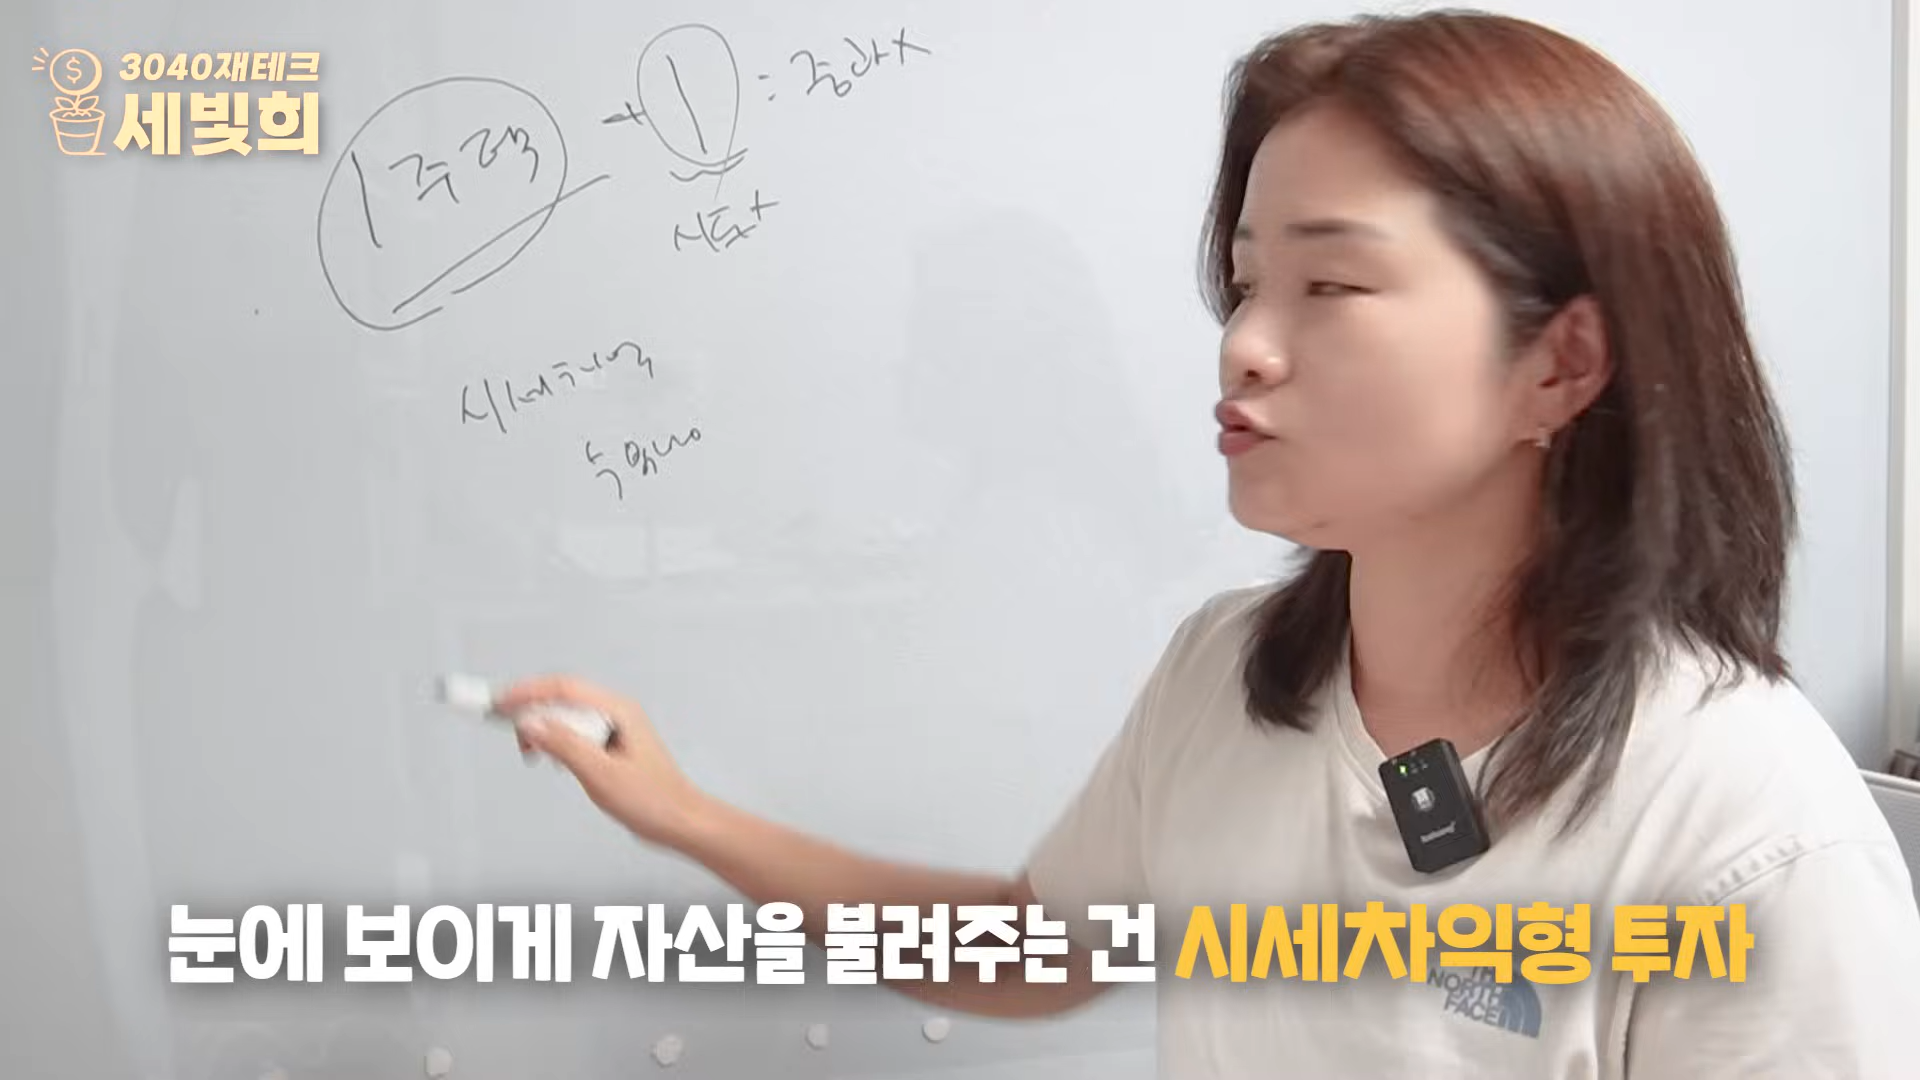 3040재테크
세빛희
1주택 + 1 : 중과X
시세차익
수익
눈에 보이게 자산을 불려주는 건 시세차익형 투자
THE
NORTH
FACE